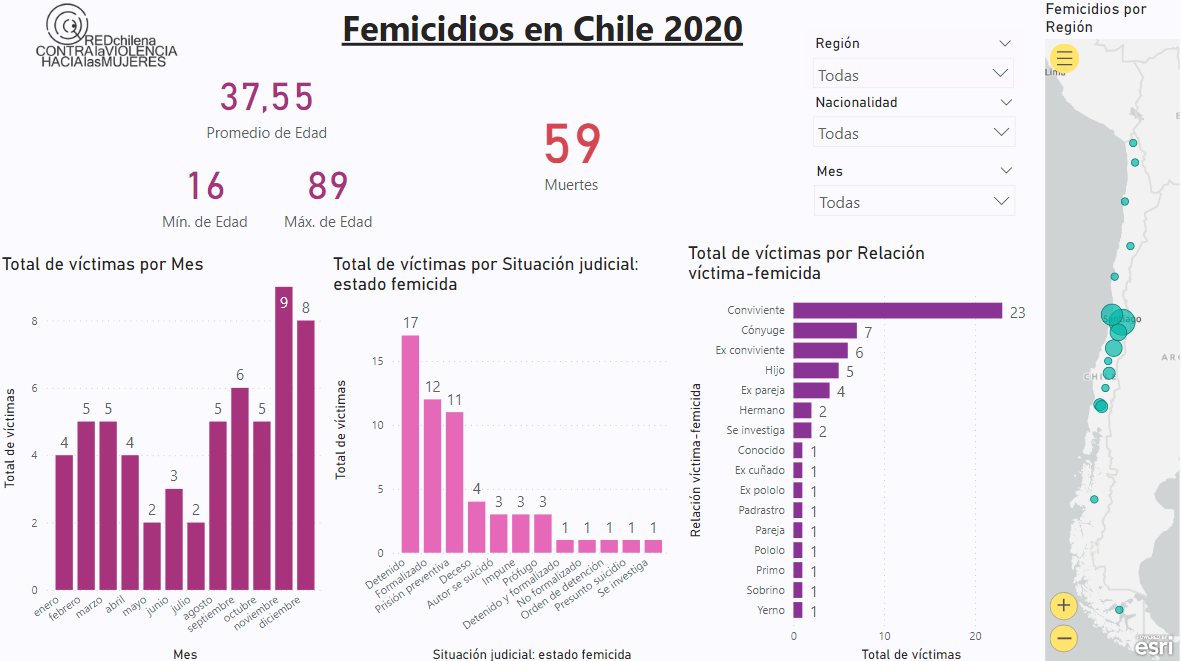 REDchilena
CONTRAlaVIOLENCIA
HACIAlasMUJERES
Femicidios en Chile 2020
37,55
Promedio de Edad
16
Mín. de Edad
89
Máx. de Edad
59
Muertes
Región
Todas
Nacionalidad
Todas
Mes
Todas
Femicidios por
Región
Total de víctimas por Mes
Total de víctimas
8
6
4
2
0
4
5
5
4
2
3
2
5
6
5
9
8
enero
febrero
marzo
abril
mayo
junio
julio
agosto
septiembre
octubre
noviembre
diciembre
Mes
Total de víctimas por Situación judicial:
estado femicida
Total de víctimas
15
10
5
0
17
12
11
4
3
3
3
1
1
1
1
1
Detenido
Formalizado
Prisión preventiva
Deceso
Autor se suicidó
Impune
Prófugo
Detenido y formalizado
No formalizado
Orden de detención
Presunto suicidio
Se investiga
Situación judicial: estado femicida
Total de víctimas por Relación
víctima-femicida
Relación víctima-femicida
Conviviente 23
Cónyuge 7
Ex conviviente 6
Hijo 5
Ex pareja 4
Hermano 2
Se investiga 2
Conocido 1
Ex cuñado 1
Ex pololo 1
Padrastro 1
Pareja 1
Pololo 1
Primo 1
Sobrino 1
Yerno 1
0 10 20
Total de víctimas
Lima
Santiago
CHILE
AR
+
−
POWERED BY
esri